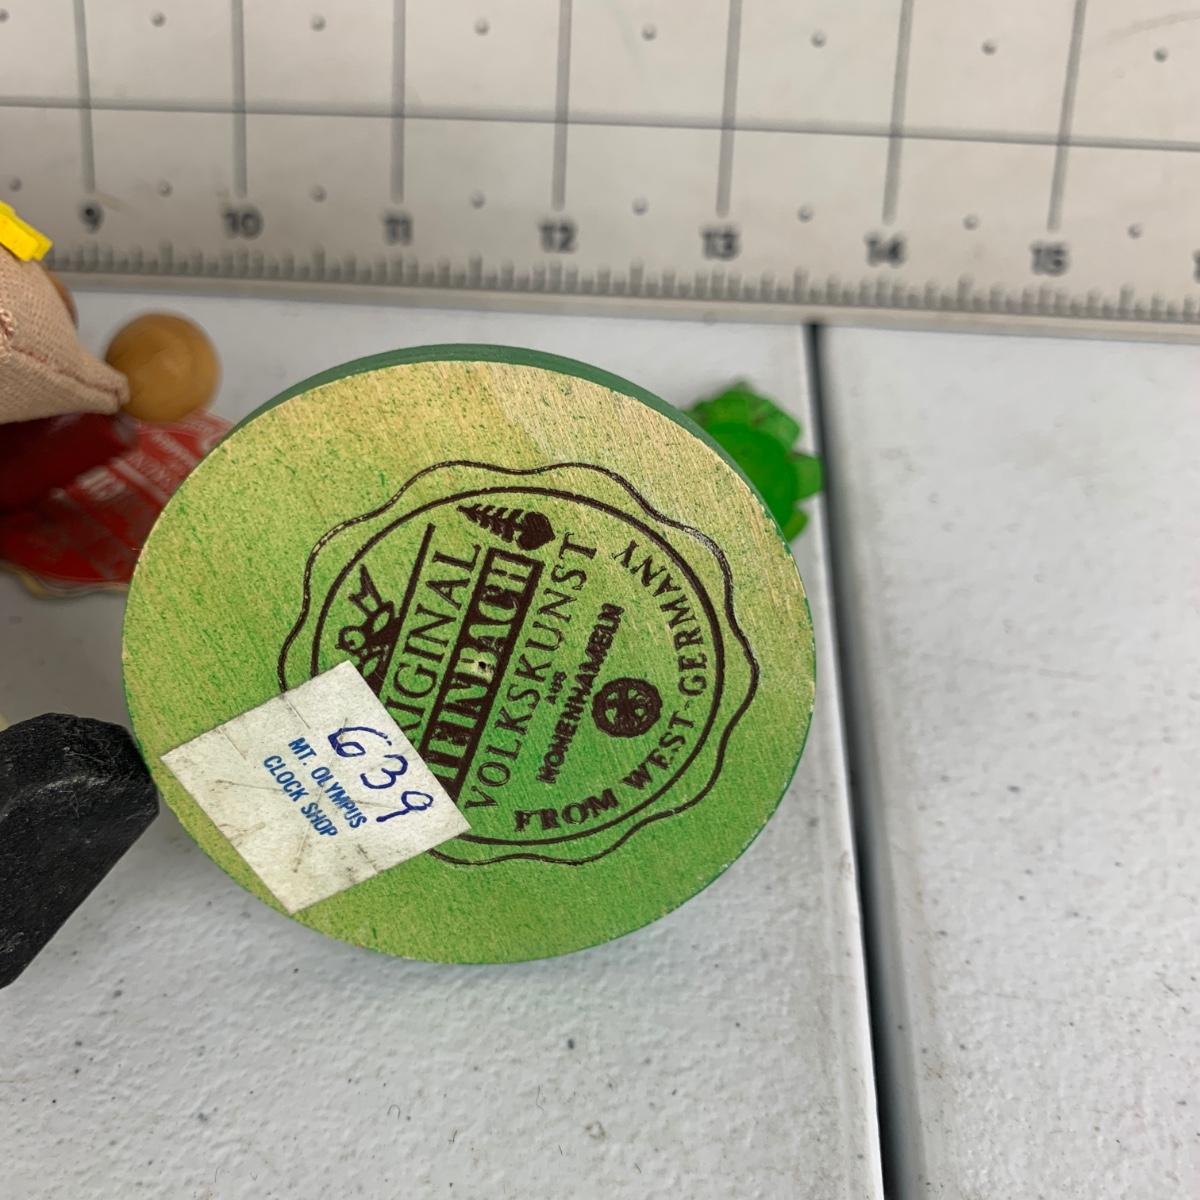 9 10 11 12 13 14 15
ORIGINAL
STEINBACH
VOLKSKUNST
AUS
HOHENHAMELN
FROM WEST-GERMANY
639
MT. OLYMPUS
CLOCK SHOP